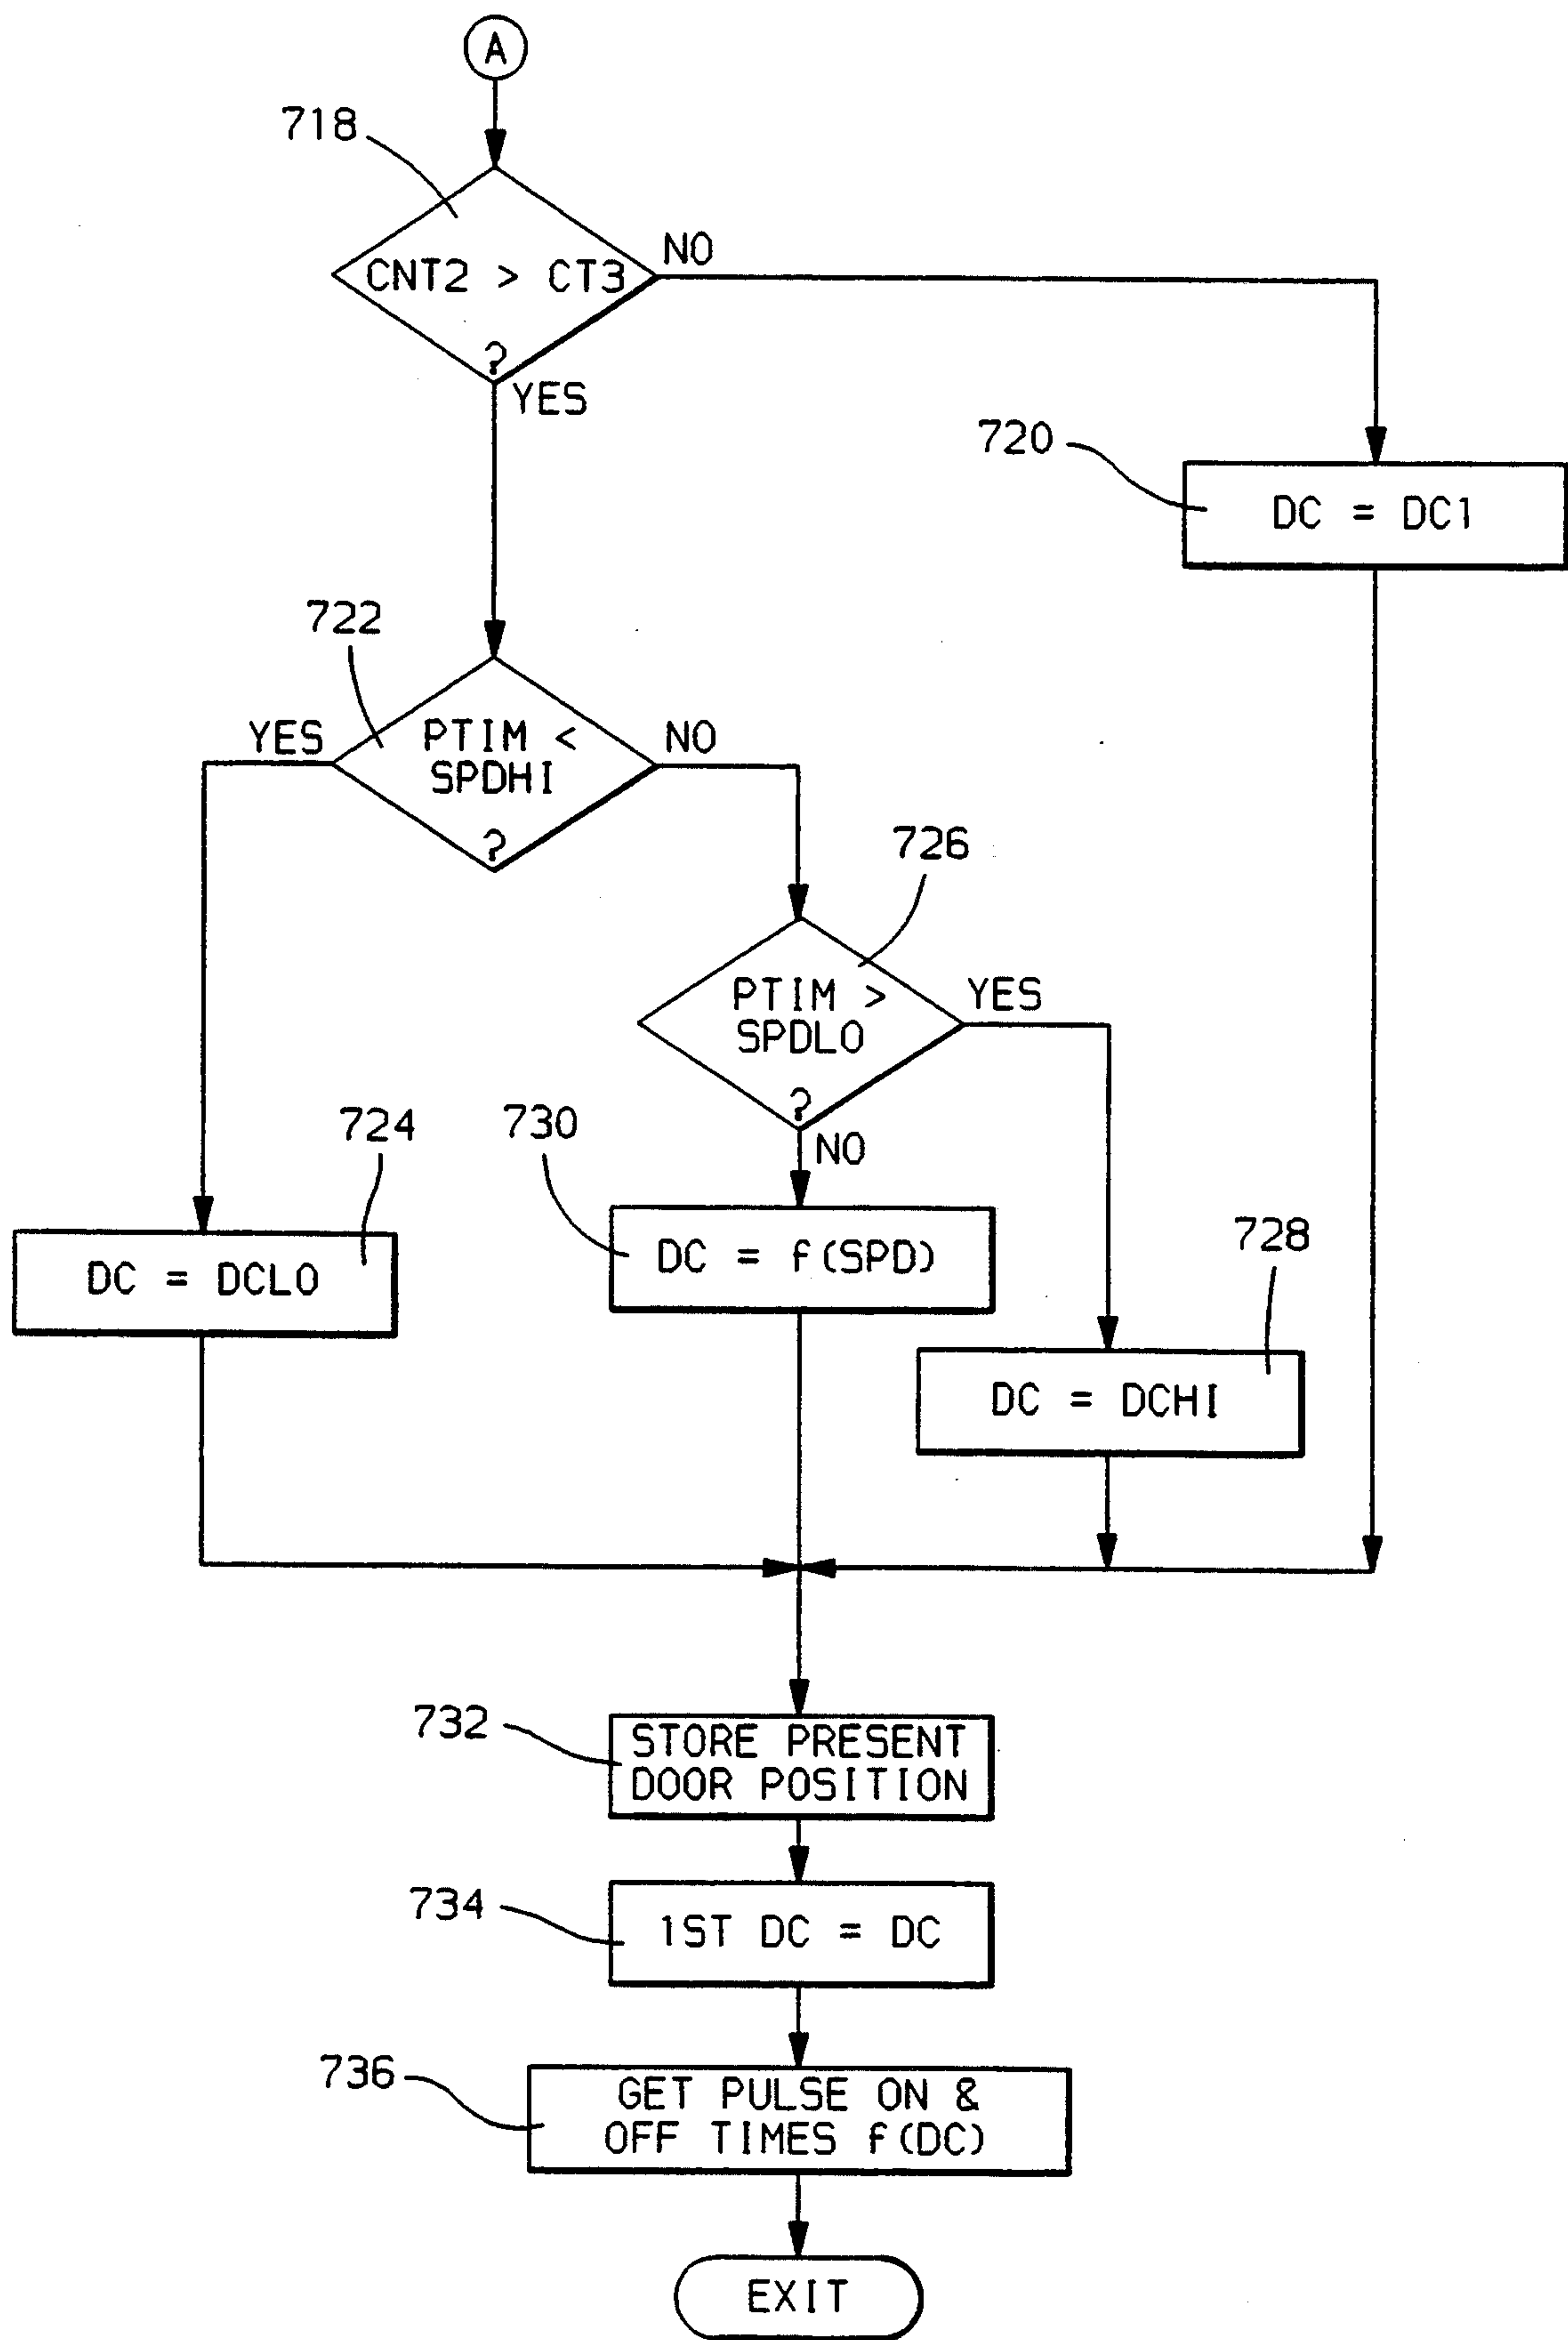 A
718
CNT2 > CT3
?
NO
YES
720
DC = DC1
722
PTIM <
SPDHI
?
YES
NO
726
PTIM >
SPDLO
?
YES
NO
724
DC = DCLO
730
DC = f(SPD)
728
DC = DCHI
732
STORE PRESENT
DOOR POSITION
734
1ST DC = DC
736
GET PULSE ON &
OFF TIMES f(DC)
EXIT